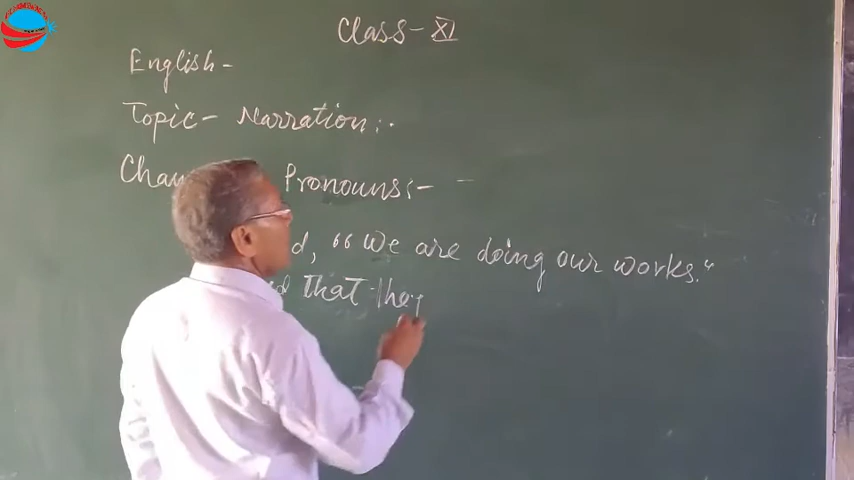 Class - XI
English -
Topic - Narration :-
Pronouns :-
"We are doing our works."
that they